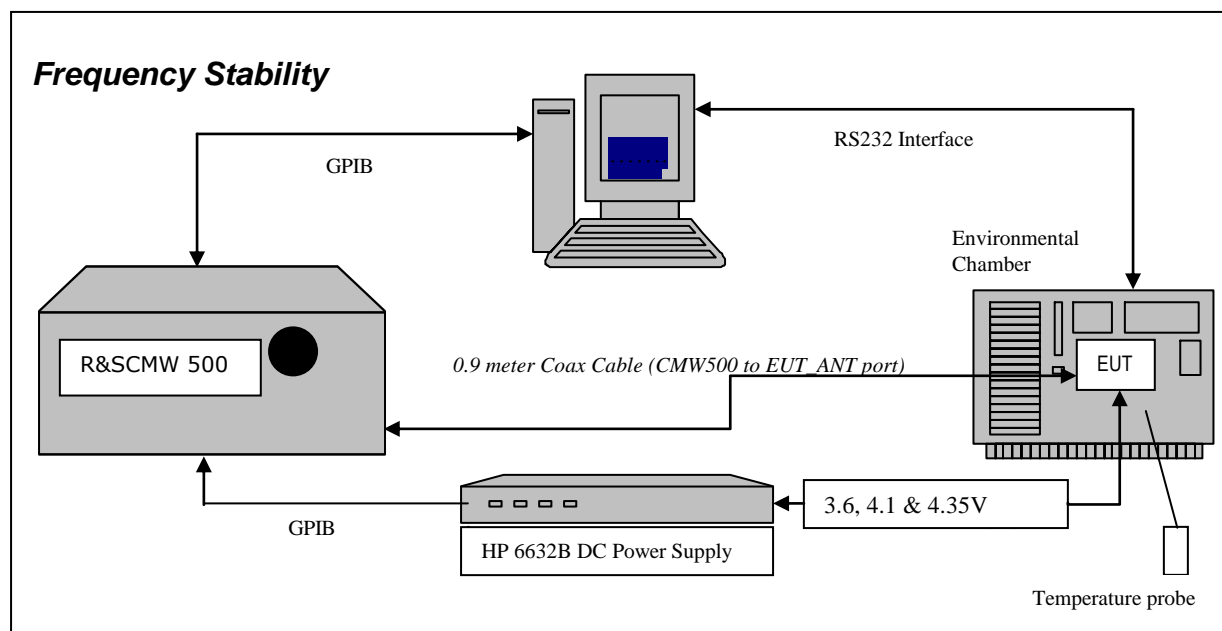 Frequency Stability
RS232 Interface
GPIB
Environmental
Chamber
R&SCMW 500
0.9 meter Coax Cable (CMW500 to EUT_ANT port)
EUT
3.6, 4.1 & 4.35V
GPIB
HP 6632B DC Power Supply
Temperature probe